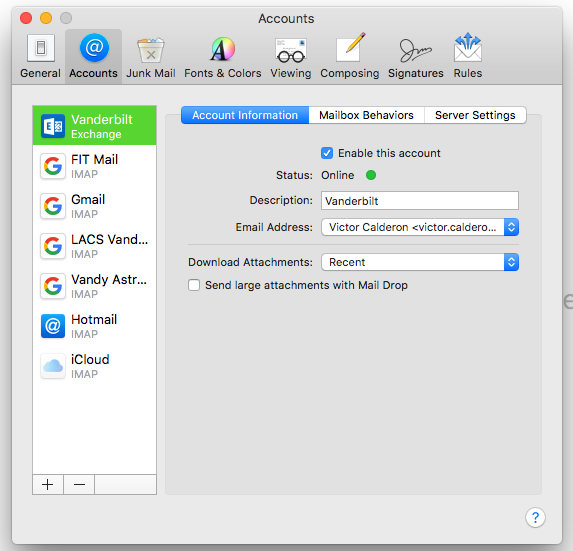 Accounts
General Accounts Junk Mail Fonts & Colors Viewing Composing Signatures Rules
Vanderbilt
Exchange
FIT Mail
IMAP
Gmail
IMAP
LACS Vand...
IMAP
Vandy Astr...
IMAP
Hotmail
IMAP
iCloud
IMAP
Account Information Mailbox Behaviors Server Settings
Enable this account
Status: Online
Description: Vanderbilt
Email Address: Victor Calderon <victor.caldero...
Download Attachments: Recent
Send large attachments with Mail Drop
+ −
?
e